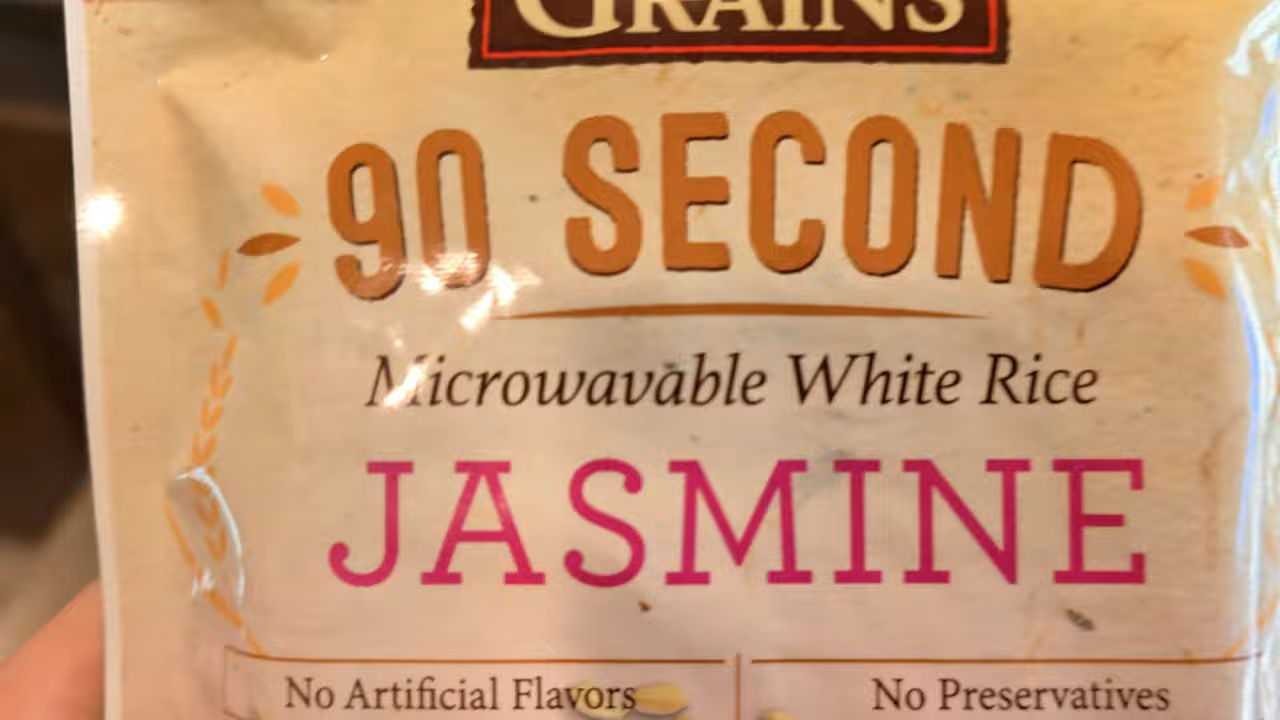 GRAINS
90 SECOND
Microwavable White Rice
JASMINE
No Artificial Flavors
No Preservatives